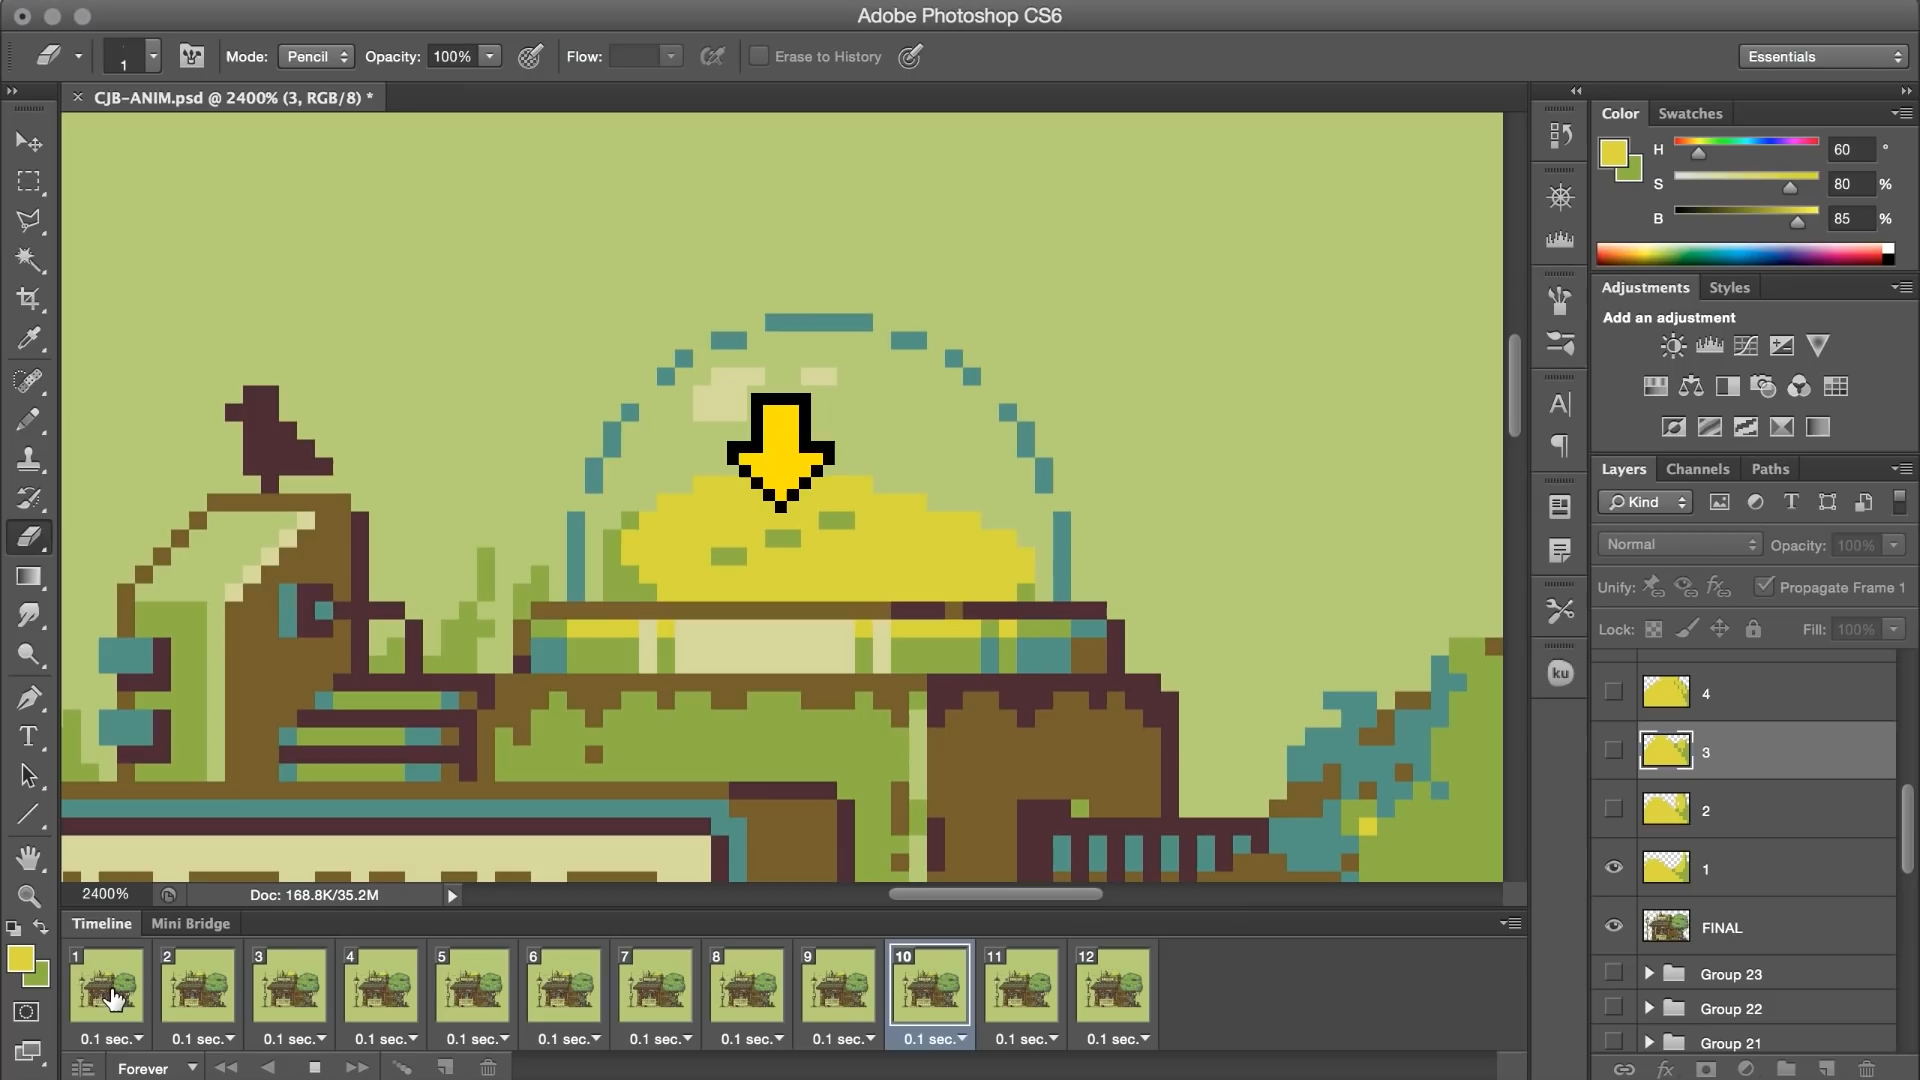 Adobe Photoshop CS6
1 Mode: Pencil Opacity: 100% Flow: Erase to History Essentials
CJB-ANIM.psd @ 2400% (3, RGB/8) *
Color Swatches
H 60 °
S 80 %
B 85 %
Adjustments Styles
Add an adjustment
Layers Channels Paths
Kind T
Normal Opacity: 100%
Unify: fx Propagate Frame 1
Lock: Fill: 100%
4
3
2
1
FINAL
Group 23
Group 22
Group 21
fx
A
ku
T
2400% Doc: 168.8K/35.2M
Timeline Mini Bridge
1 2 3 4 5 6 7 8 9 10 11 12
0.1 sec. 0.1 sec. 0.1 sec. 0.1 sec. 0.1 sec. 0.1 sec. 0.1 sec. 0.1 sec. 0.1 sec. 0.1 sec. 0.1 sec. 0.1 sec.
Forever